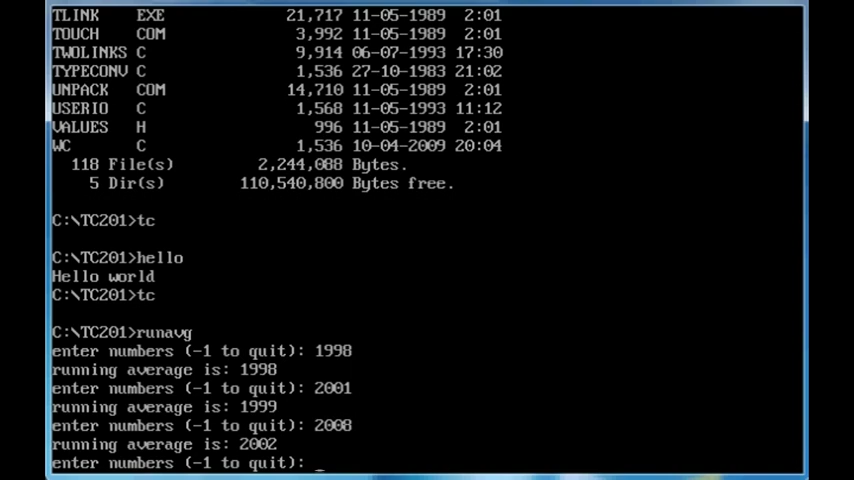 TLINK    EXE            21,717 11-05-1989  2:01
TOUCH    COM             3,992 11-05-1989  2:01
TWOLINKS C               9,914 06-07-1993 17:30
TYPECONV C               1,536 27-10-1983 21:02
UNPACK   COM            14,710 11-05-1989  2:01
USERIO   C               1,568 11-05-1993 11:12
VALUES   H                 996 11-05-1989  2:01
WC       C               1,536 10-04-2009 20:04
  118 File(s)        2,244,088 Bytes.
    5 Dir(s)       110,540,800 Bytes free.
C:\TC201>tc
C:\TC201>hello
Hello world
C:\TC201>tc
C:\TC201>runavg
enter numbers (-1 to quit): 1998
running average is: 1998
enter numbers (-1 to quit): 2001
running average is: 1999
enter numbers (-1 to quit): 2008
running average is: 2002
enter numbers (-1 to quit): _